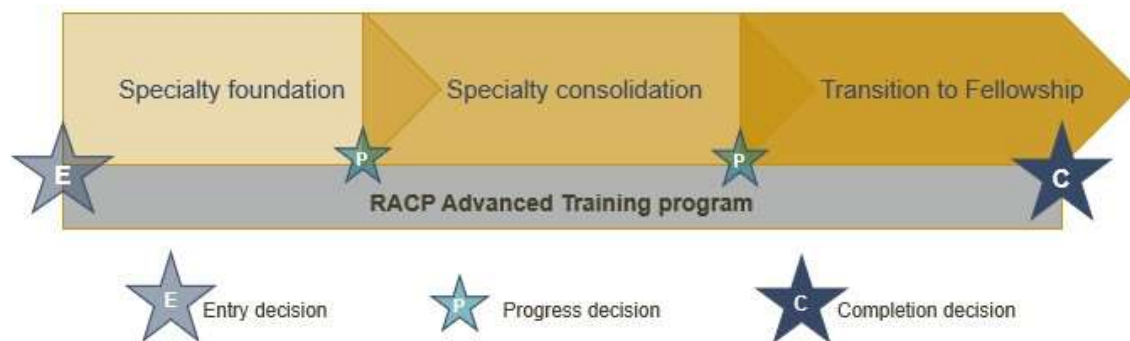 Specialty foundation
Specialty consolidation
Transition to Fellowship
E
P
P
C
RACP Advanced Training program
E
Entry decision
P
Progress decision
C
Completion decision